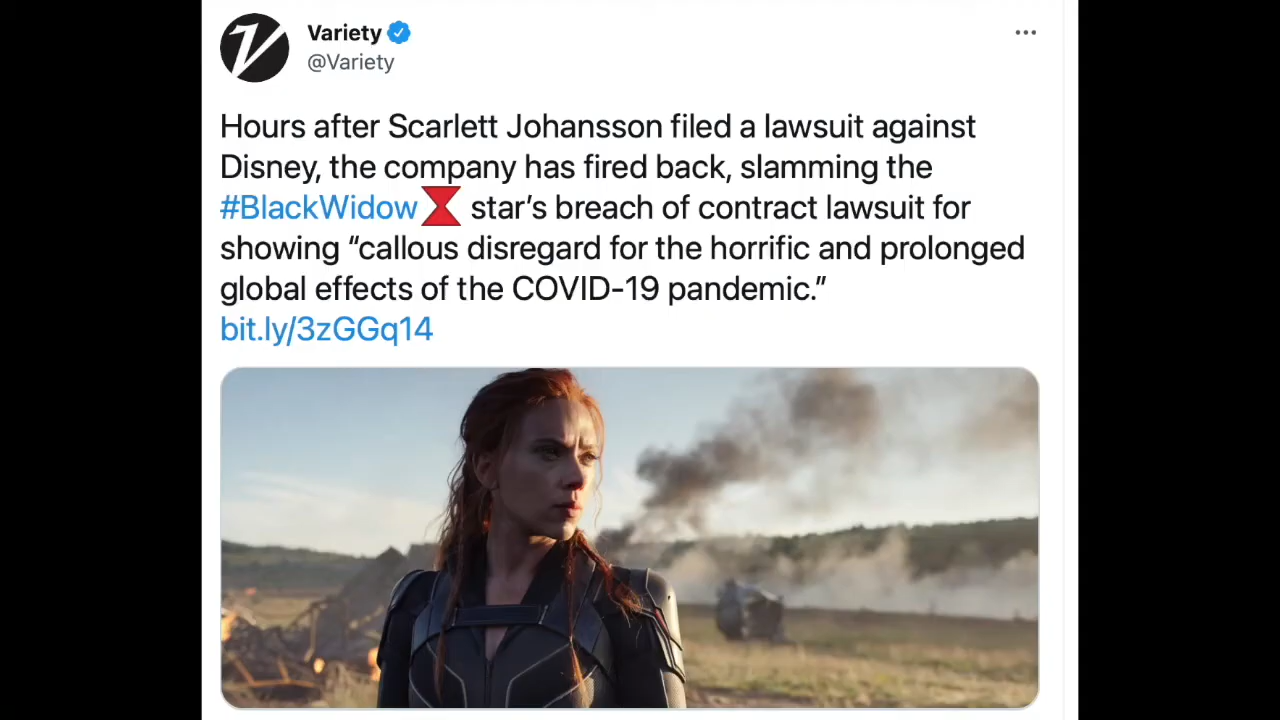 Variety
@Variety
Hours after Scarlett Johansson filed a lawsuit against
Disney, the company has fired back, slamming the
#BlackWidow star’s breach of contract lawsuit for
showing “callous disregard for the horrific and prolonged
global effects of the COVID-19 pandemic.”
bit.ly/3zGGq14